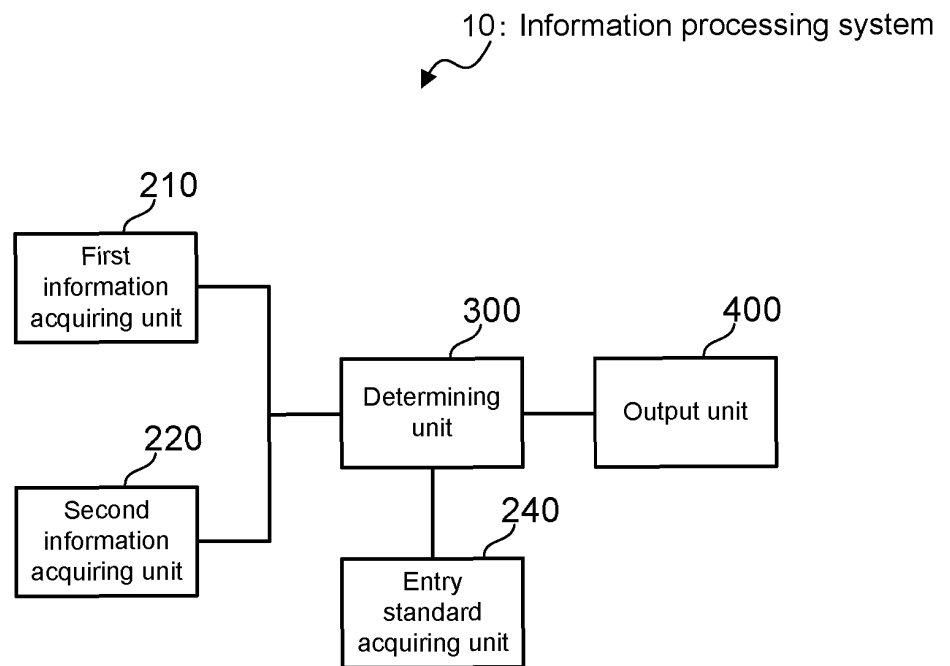 10: Information processing system
210
First
information
acquiring unit
300
400
Determining
unit
Output unit
220
Second
information
acquiring unit
240
Entry
standard
acquiring unit